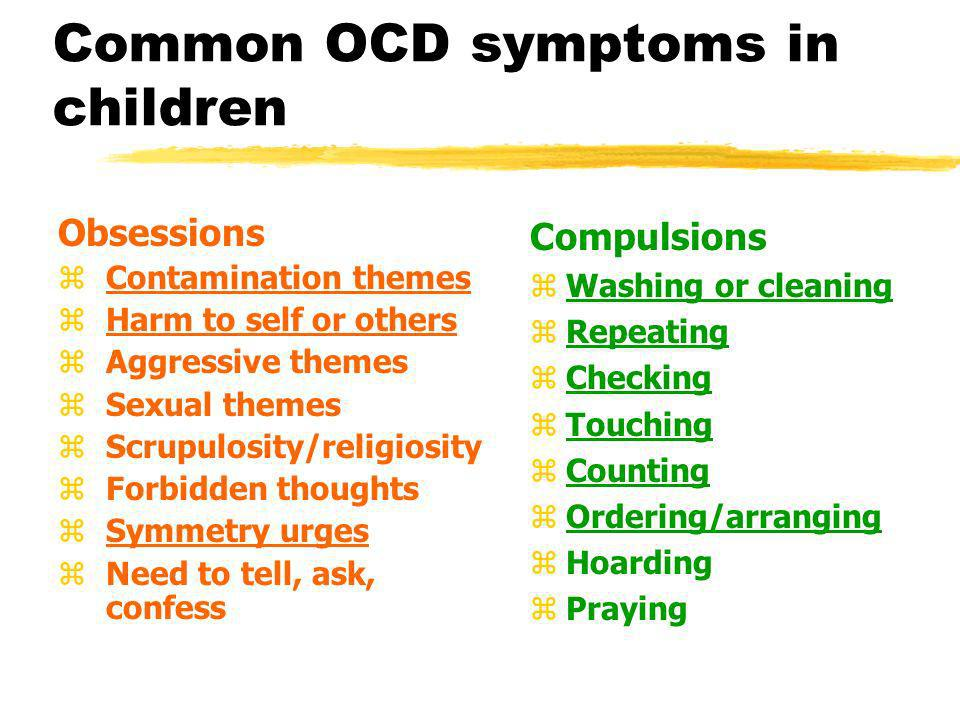 Common OCD symptoms in
children
Obsessions
z Contamination themes
z Harm to self or others
z Aggressive themes
z Sexual themes
z Scrupulosity/religiosity
z Forbidden thoughts
z Symmetry urges
z Need to tell, ask,
confess
Compulsions
z Washing or cleaning
z Repeating
z Checking
z Touching
z Counting
z Ordering/arranging
z Hoarding
z Praying